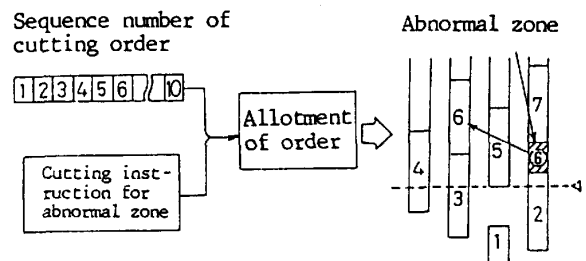 Sequence number of
cutting order
1 2 3 4 5 6 10
Cutting inst-
ruction for
abnormal zone
Allotment
of order
Abnormal zone
4
6
3
5
1
7
6
2